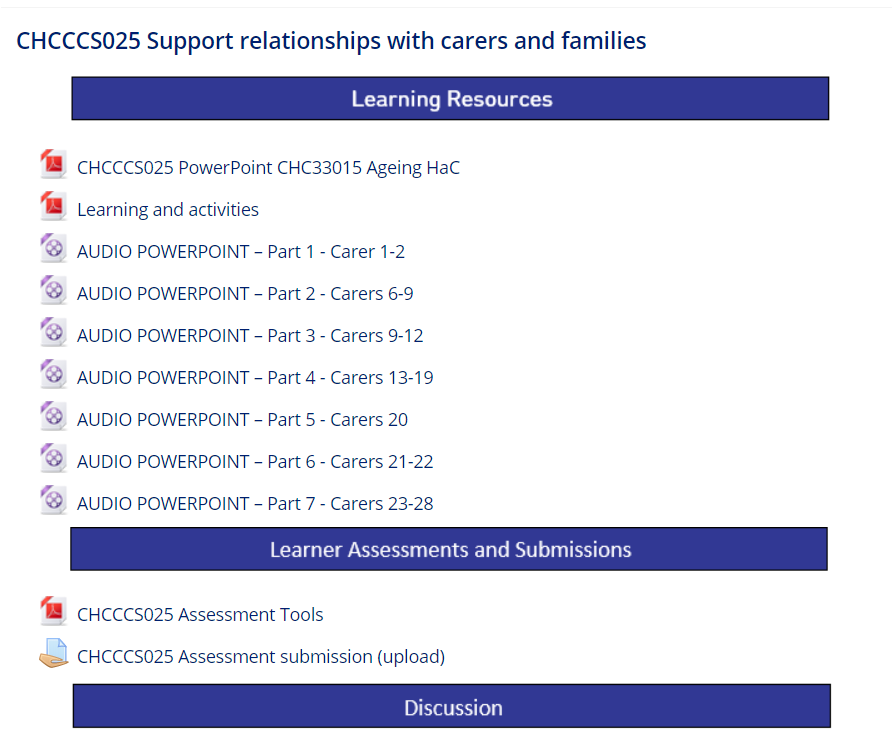 CHCCCS025 Support relationships with carers and families
Learning Resources
CHCCCS025 PowerPoint CHC33015 Ageing HaC
Learning and activities
AUDIO POWERPOINT – Part 1 - Carer 1-2
AUDIO POWERPOINT – Part 2 - Carers 6-9
AUDIO POWERPOINT – Part 3 - Carers 9-12
AUDIO POWERPOINT – Part 4 - Carers 13-19
AUDIO POWERPOINT – Part 5 - Carers 20
AUDIO POWERPOINT – Part 6 - Carers 21-22
AUDIO POWERPOINT – Part 7 - Carers 23-28
Learner Assessments and Submissions
CHCCCS025 Assessment Tools
CHCCCS025 Assessment submission (upload)
Discussion